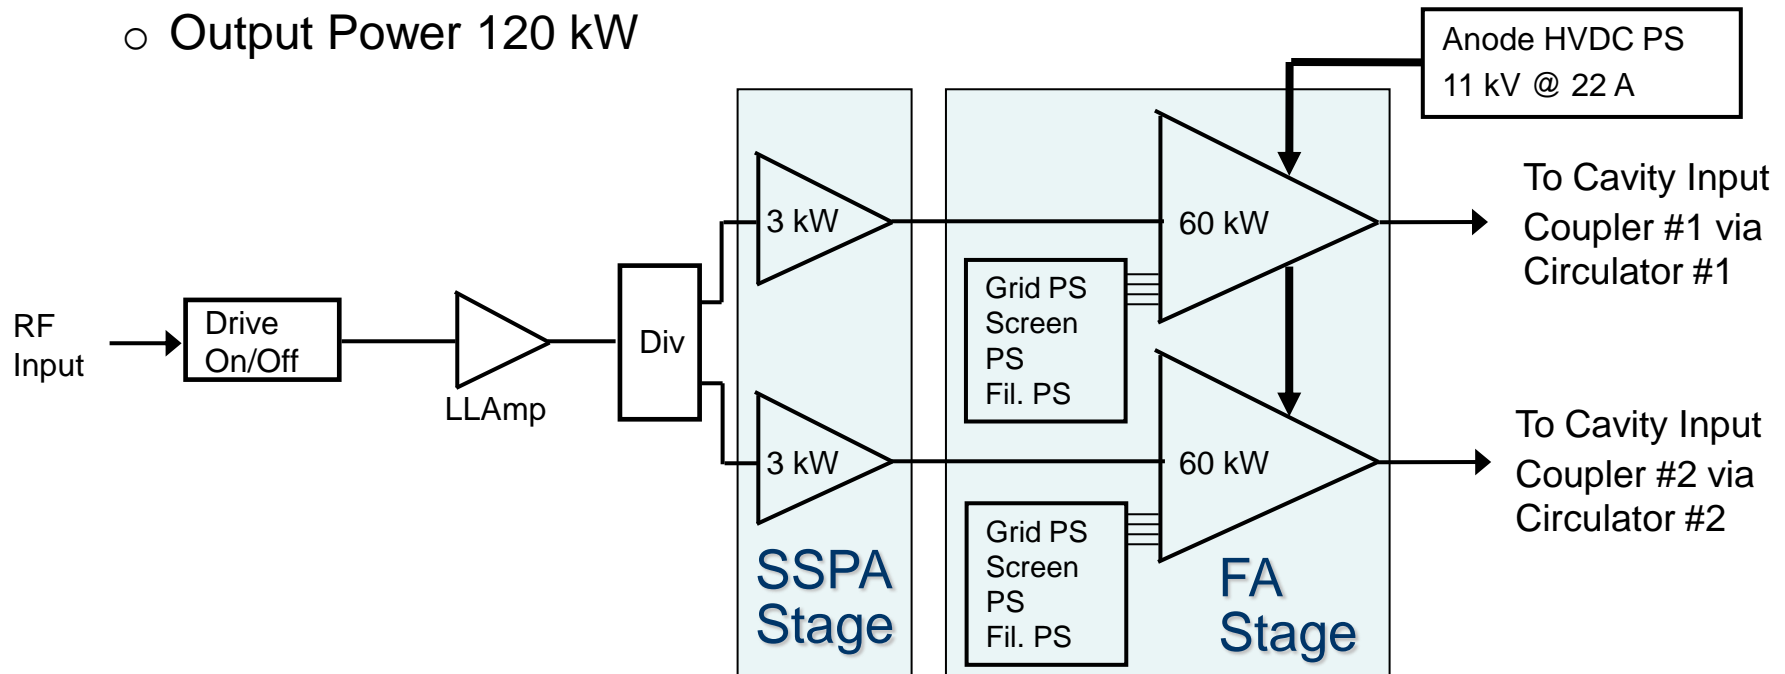 ○ Output Power 120 kW
Anode HVDC PS
11 kV @ 22 A
RF
Input
Drive
On/Off
LLAmp
Div
3 kW
3 kW
SSPA
Stage
60 kW
Grid PS
Screen
PS
Fil. PS
60 kW
Grid PS
Screen
PS
Fil. PS
FA
Stage
To Cavity Input
Coupler #1 via
Circulator #1
To Cavity Input
Coupler #2 via
Circulator #2